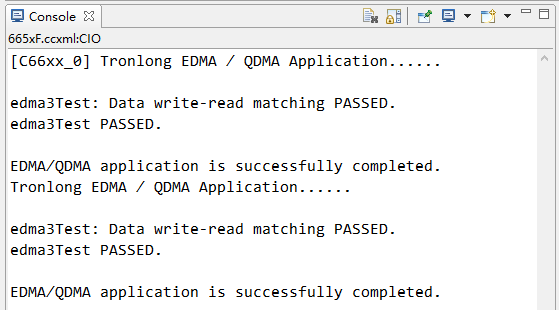 Console
665xF.ccxml:CIO
[C66xx_0] Tronlong EDMA / QDMA Application......
edma3Test: Data write-read matching PASSED.
edma3Test PASSED.
EDMA/QDMA application is successfully completed.
Tronlong EDMA / QDMA Application......
edma3Test: Data write-read matching PASSED.
edma3Test PASSED.
EDMA/QDMA application is successfully completed.